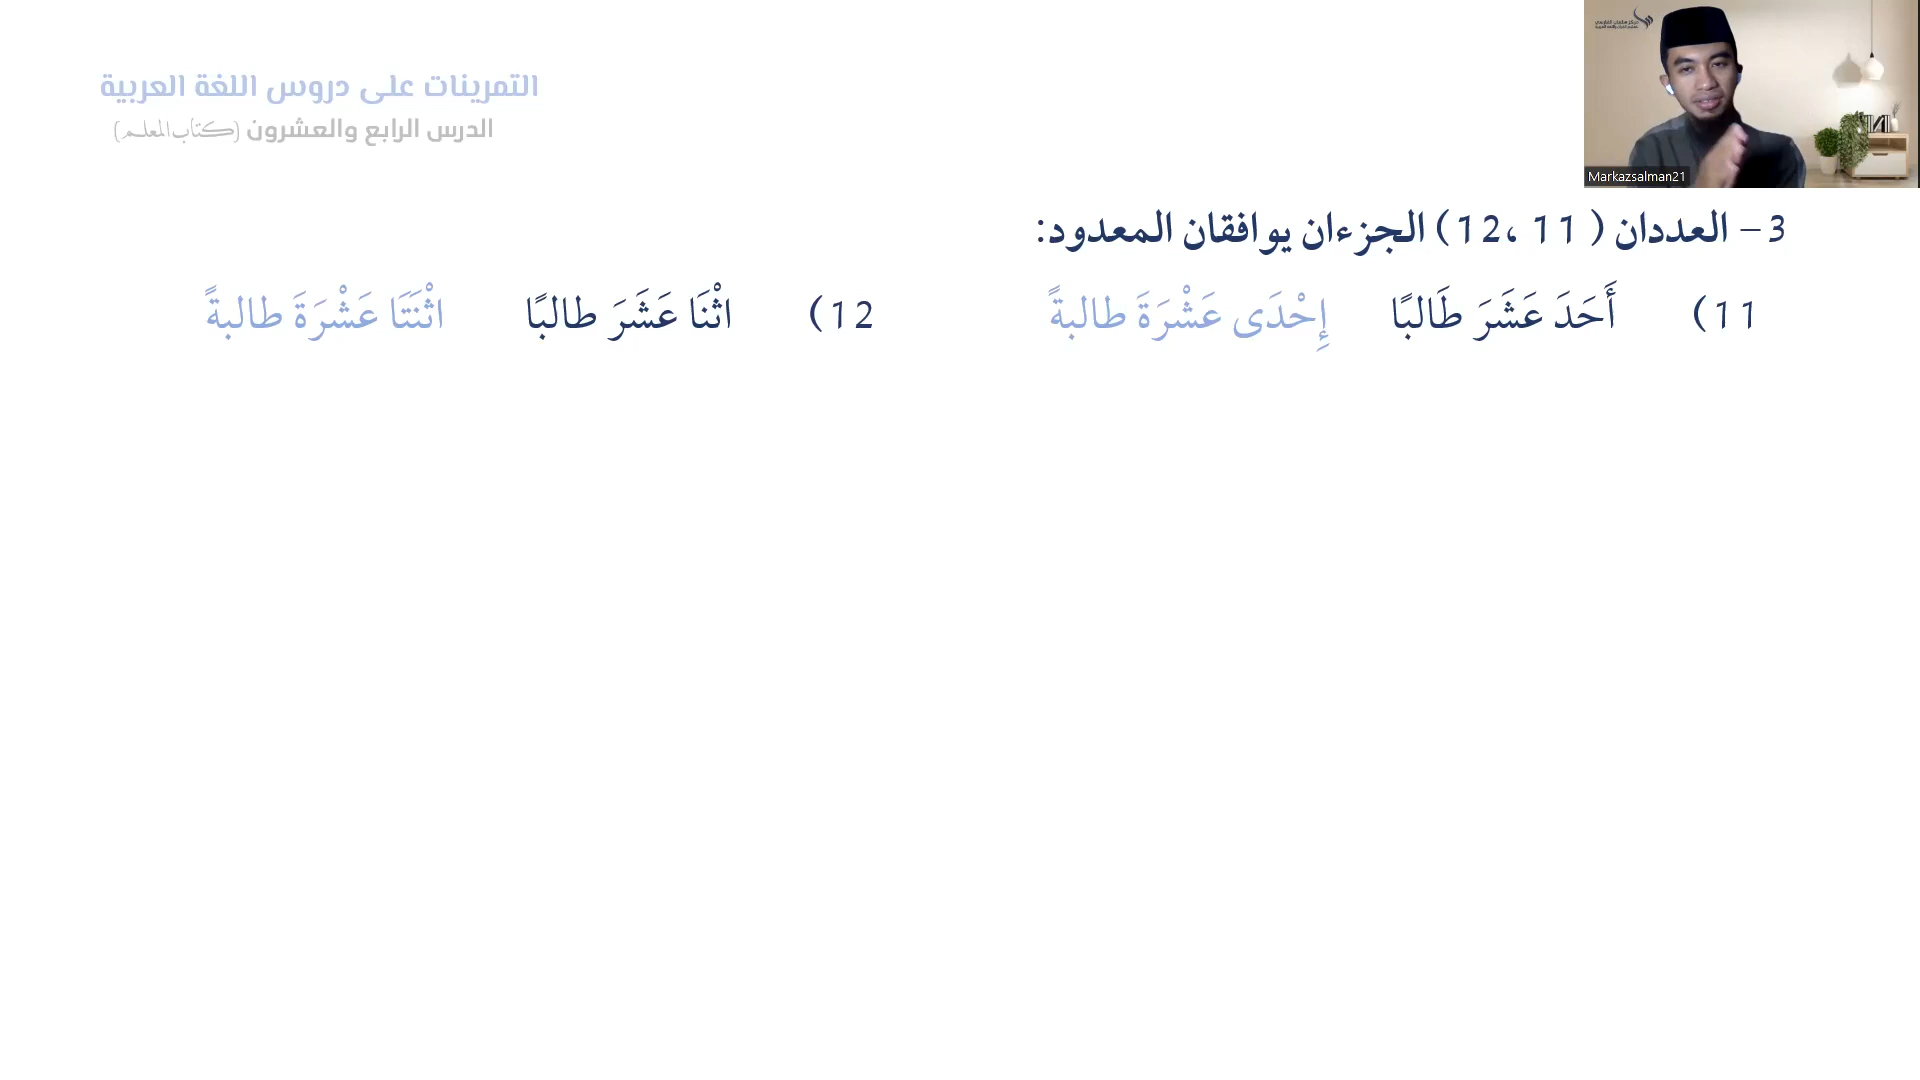 التمرينات على دروس اللغة العربية
الدرس الرابع والعشرون (كتاب المعلم)
Markazsalman21
3- العددان ( 11 ،12) الجزءان يوافقان المعدود:
11) أَحَدَ عَشَرَ طَالبًا إِحْدَى عَشْرَةَ طالبةً 12) اثْنَا عَشَرَ طالبًا اثْنَتَا عَشْرَةَ طالبةً